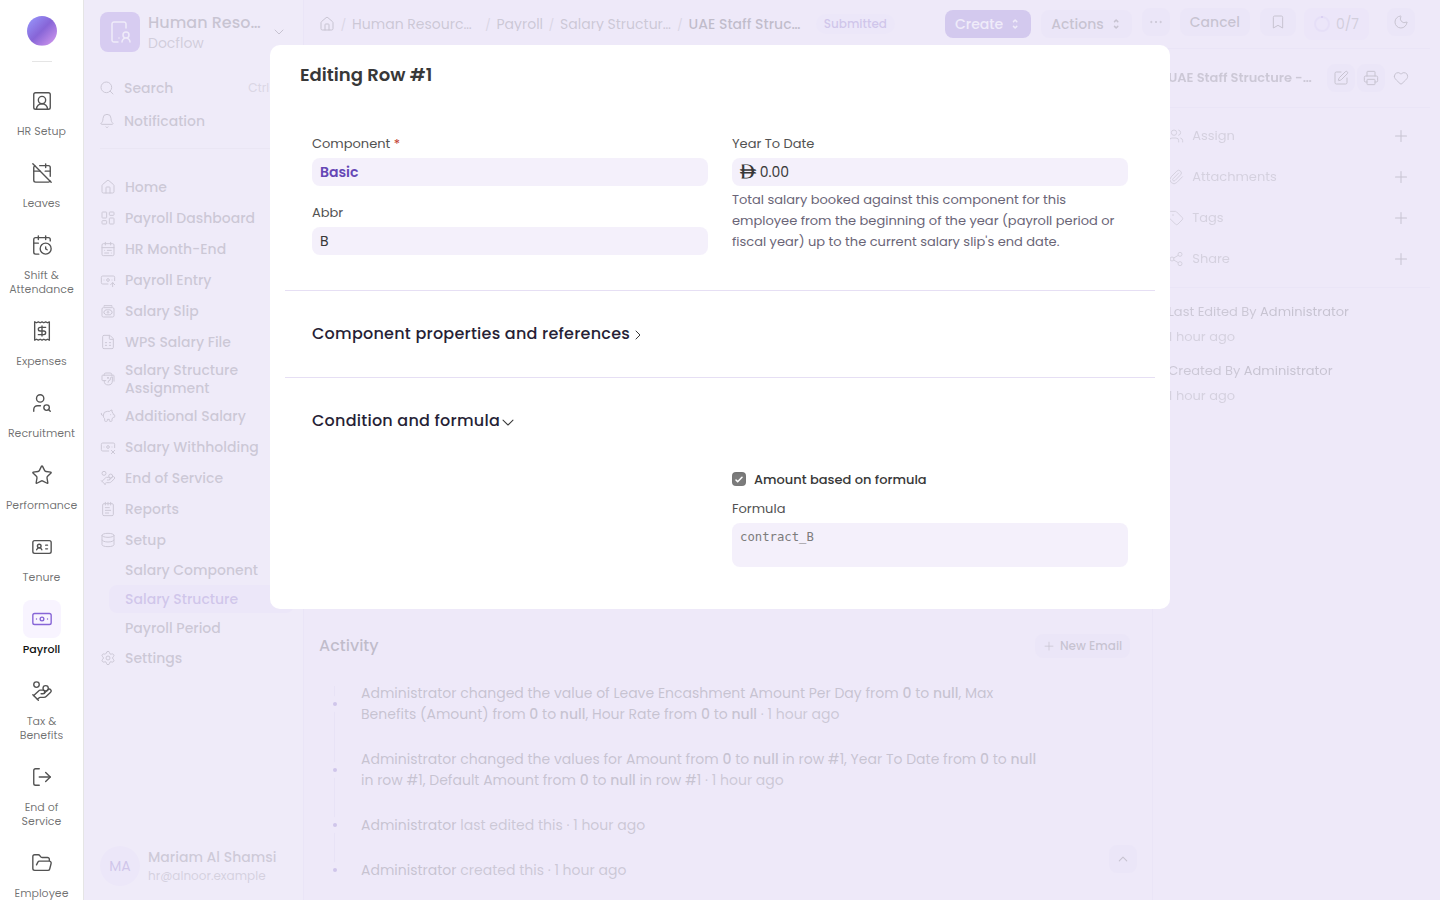 HR Setup
Leaves
Shift &
Attendance
Expenses
Recruitment
Performance
Tenure
Payroll
Tax &
Benefits
End of
Service
Employee
Human Reso...
Docflow
Search
Notification
Home
Payroll Dashboard
HR Month-End
Payroll Entry
Salary Slip
WPS Salary File
Salary Structure
Assignment
Additional Salary
Salary Withholding
End of Service
Reports
Setup
Salary Component
Salary Structure
Payroll Period
Settings
MA
Mariam Al Shamsi
hr@alnoor.example
/ Human Resourc... / Payroll / Salary Structur... / UAE Staff Struc... Submitted
Create
Actions
Cancel
0/7
Editing Row #1
Component *
Basic
Abbr
B
Year To Date
0.00
Total salary booked against this component for this
employee from the beginning of the year (payroll period or
fiscal year) up to the current salary slip's end date.
Component properties and references
Condition and formula
Amount based on formula
Formula
contract_B
Activity
New Email
Administrator changed the value of Leave Encashment Amount Per Day from 0 to null, Max
Benefits (Amount) from 0 to null, Hour Rate from 0 to null · 1 hour ago
Administrator changed the values for Amount from 0 to null in row #1, Year To Date from 0 to null
in row #1, Default Amount from 0 to null in row #1 · 1 hour ago
Administrator last edited this · 1 hour ago
Administrator created this · 1 hour ago
UAE Staff Structure -...
Assign
Attachments
Tags
Share
Last Edited By Administrator
1 hour ago
Created By Administrator
1 hour ago